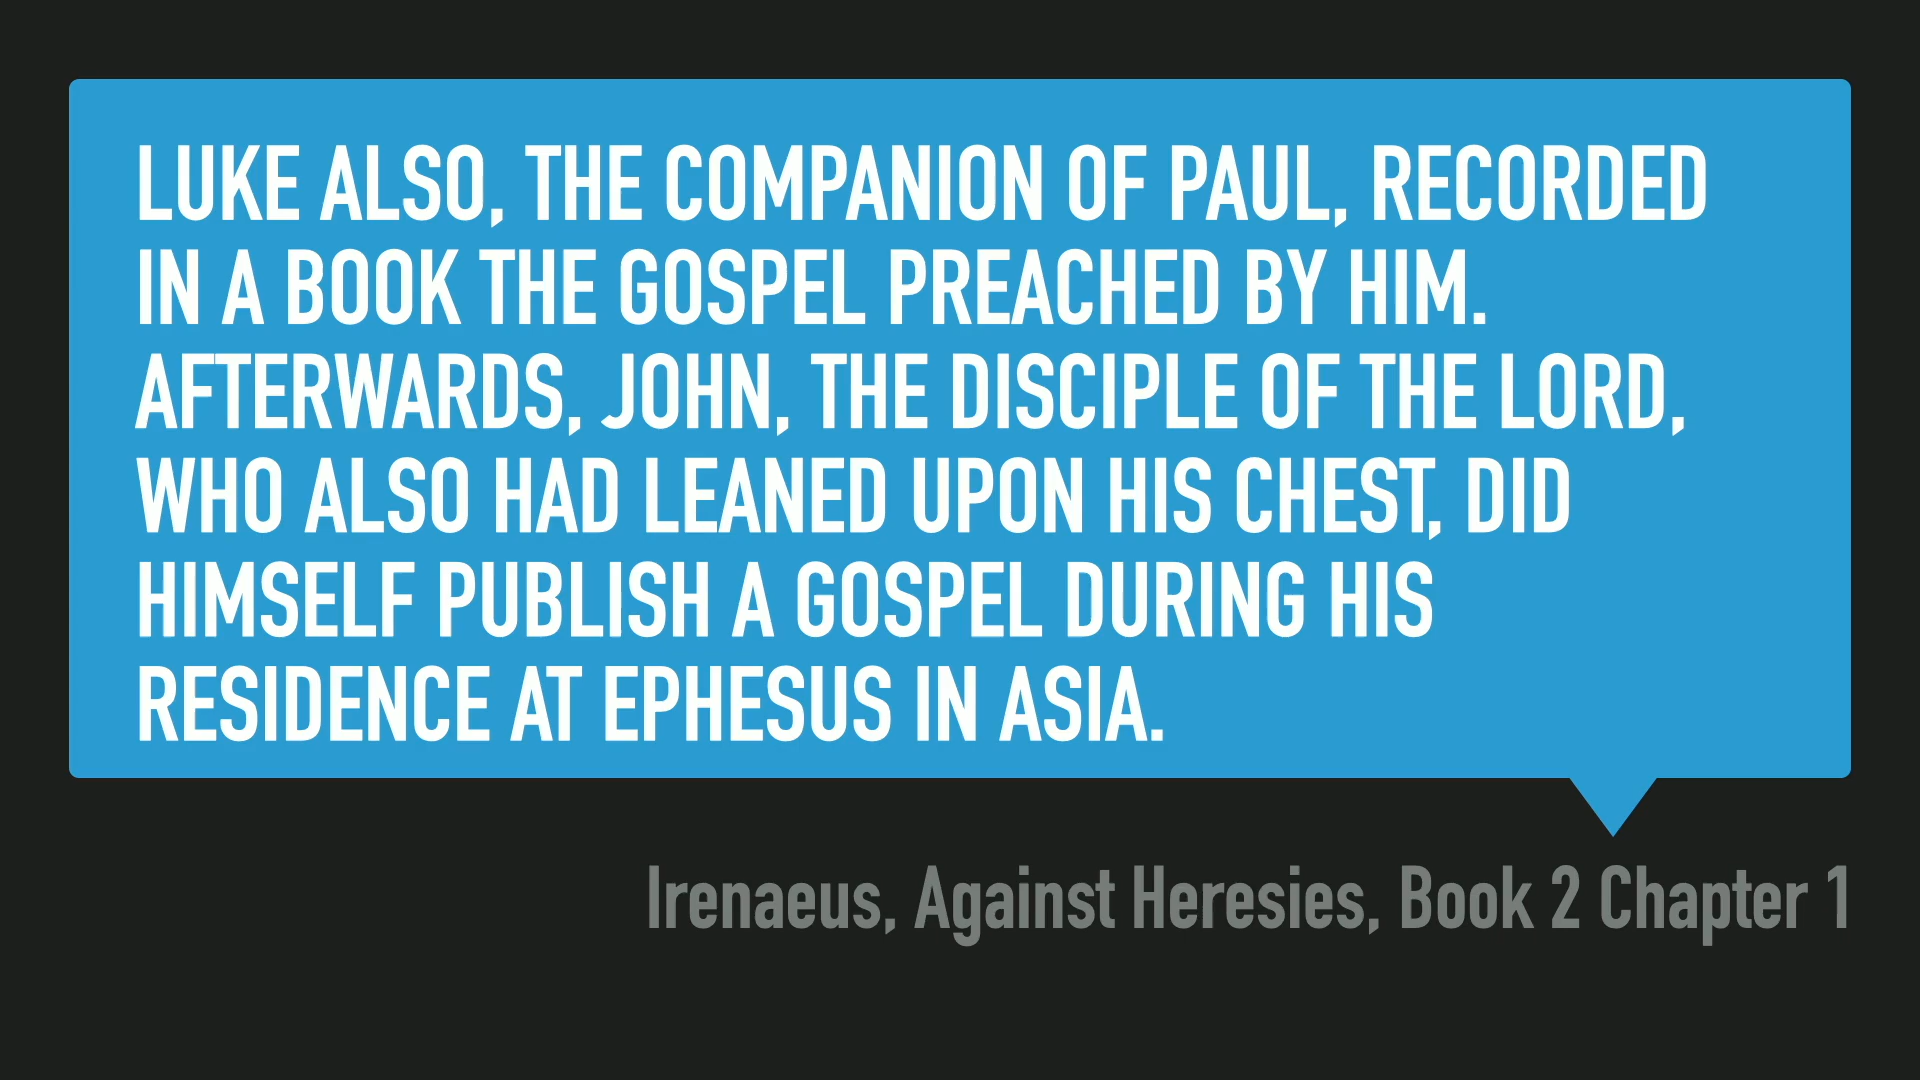 LUKE ALSO, THE COMPANION OF PAUL, RECORDED
IN A BOOK THE GOSPEL PREACHED BY HIM.
AFTERWARDS, JOHN, THE DISCIPLE OF THE LORD,
WHO ALSO HAD LEANED UPON HIS CHEST, DID
HIMSELF PUBLISH A GOSPEL DURING HIS
RESIDENCE AT EPHESUS IN ASIA.
Irenaeus, Against Heresies, Book 2 Chapter 1